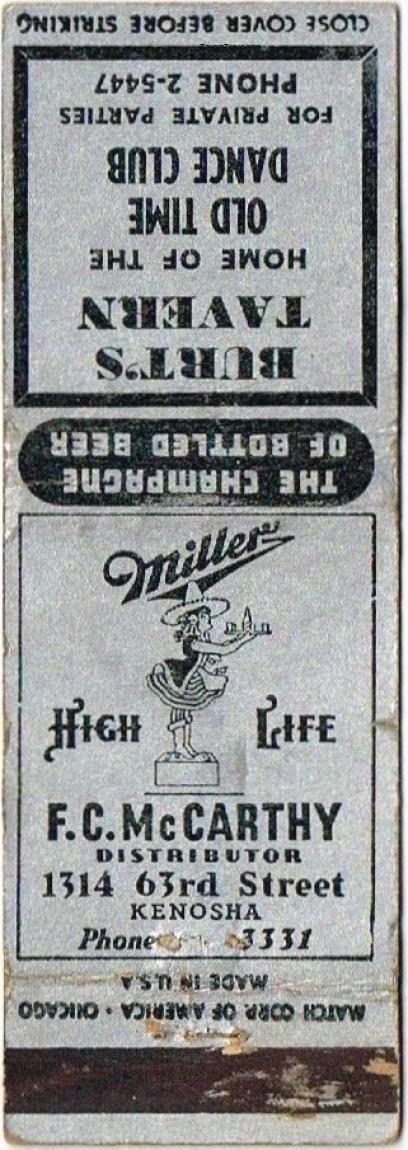 CLOSE COVER BEFORE STRIKING
BURT'S
TAVERN
HOME OF THE
OLD TIME
DANCE CLUB
FOR PRIVATE PARTIES
PHONE 2-5447
THE CHAMPAGNE
OF BOTTLED BEER
Miller
HIGH LIFE
F.C. McCARTHY
DISTRIBUTOR
1314 63rd Street
KENOSHA
Phone 3331
MATCH CORP. OF AMERICA • CHICAGO
MADE IN U.S.A